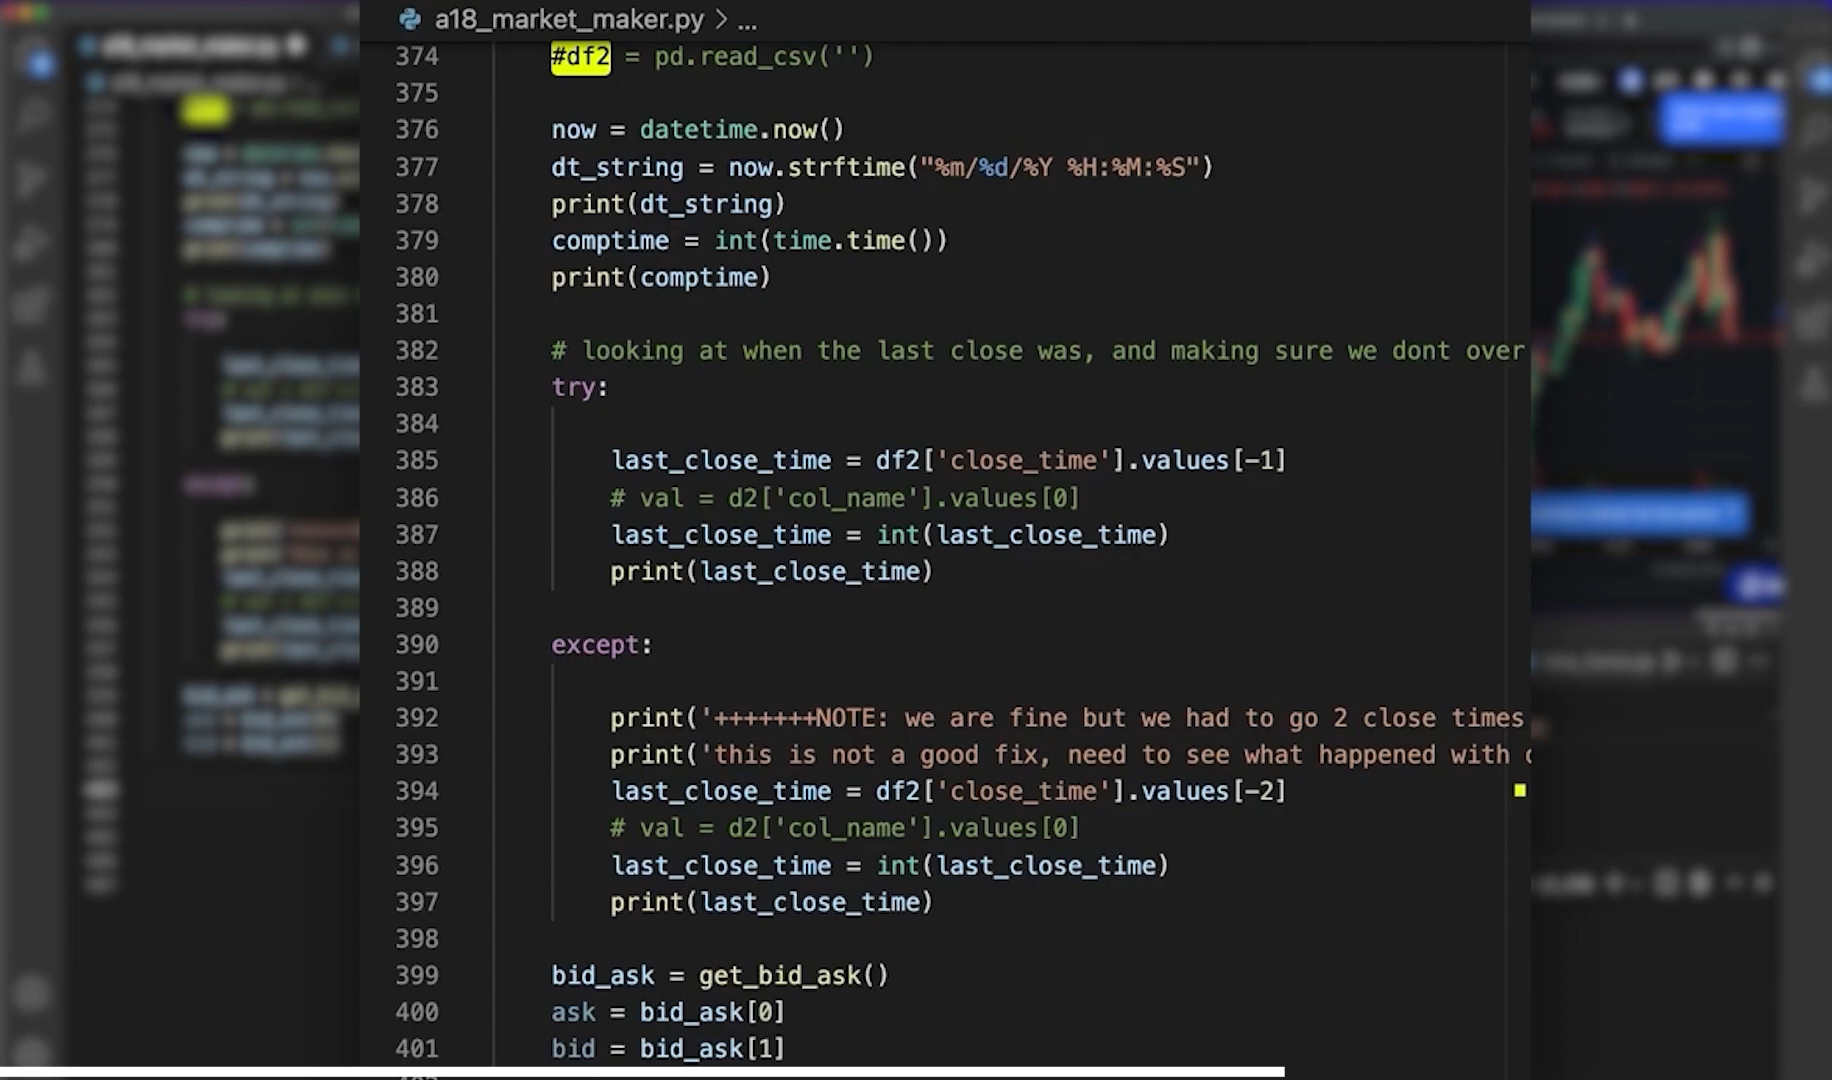 a18_market_maker.py > ...
374 #df2 = pd.read_csv('')
375
376 now = datetime.now()
377 dt_string = now.strftime("%m/%d/%Y %H:%M:%S")
378 print(dt_string)
379 comptime = int(time.time())
380 print(comptime)
381
382 # looking at when the last close was, and making sure we dont over
383 try:
384
385 last_close_time = df2['close_time'].values[-1]
386 # val = d2['col_name'].values[0]
387 last_close_time = int(last_close_time)
388 print(last_close_time)
389
390 except:
391
392 print('+++++++NOTE: we are fine but we had to go 2 close times
393 print('this is not a good fix, need to see what happened with
394 last_close_time = df2['close_time'].values[-2]
395 # val = d2['col_name'].values[0]
396 last_close_time = int(last_close_time)
397 print(last_close_time)
398
399 bid_ask = get_bid_ask()
400 ask = bid_ask[0]
401 bid = bid_ask[1]